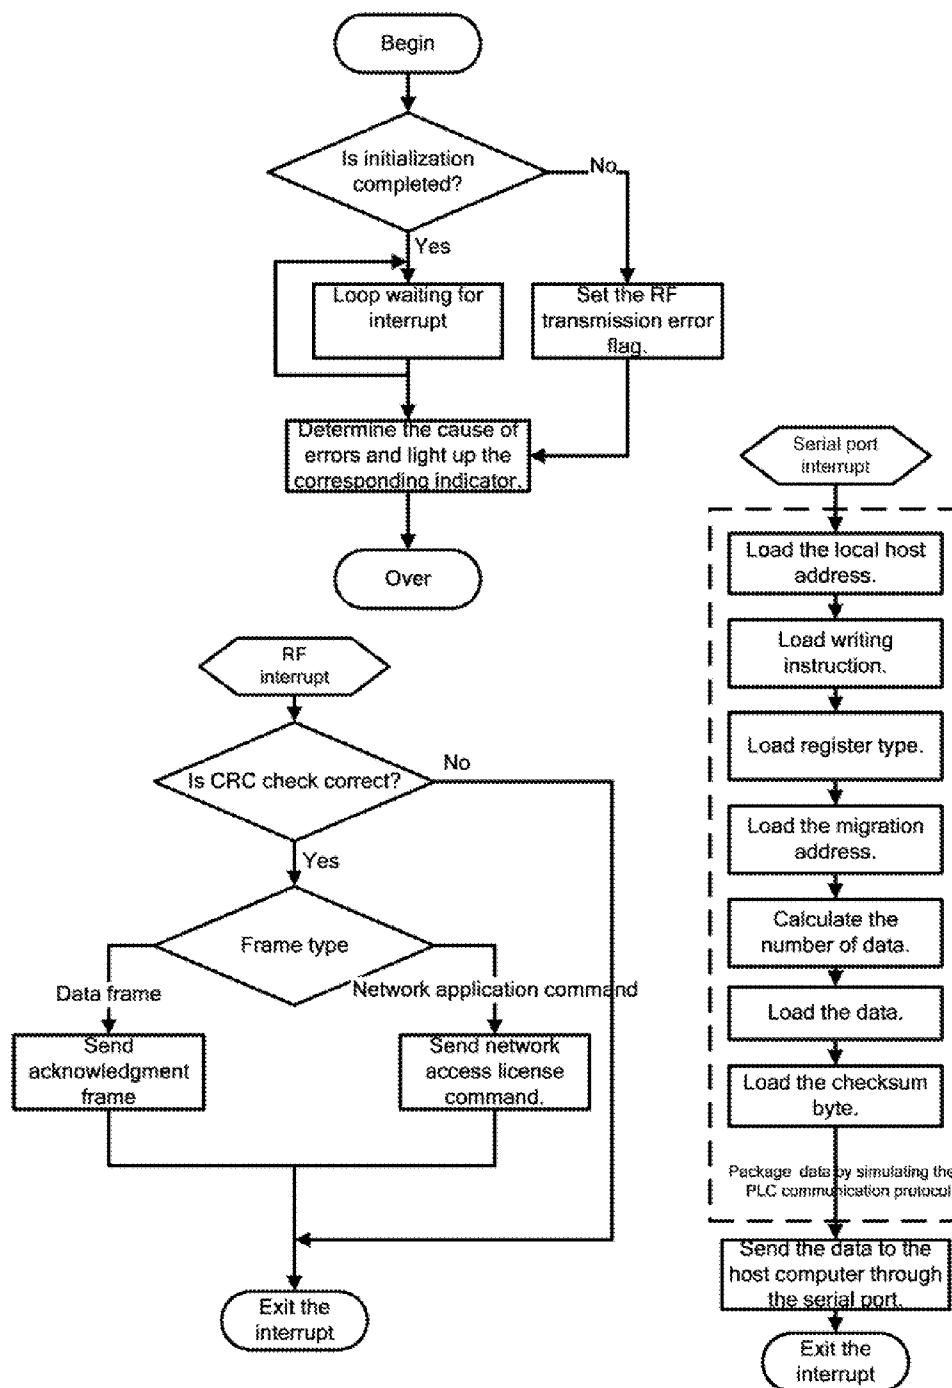 Begin
Is initialization
completed?
No
Yes
Loop waiting for
interrupt
Set the RF
transmission error
flag.
Determine the cause of
errors and light up the
corresponding indicator.
Over
RF
interrupt
Is CRC check correct?
No
Yes
Frame type
Data frame
Network application command
Send
acknowledgment
frame
Send network
access license
command.
Exit the
interrupt
Serial port
interrupt
Load the local host
address.
Load writing
instruction.
Load register type.
Load the migration
address.
Calculate the
number of data.
Load the data.
Load the checksum
byte.
Package data by simulating the
PLC communication protocol
Send the data to the
host computer through
the serial port.
Exit the
interrupt